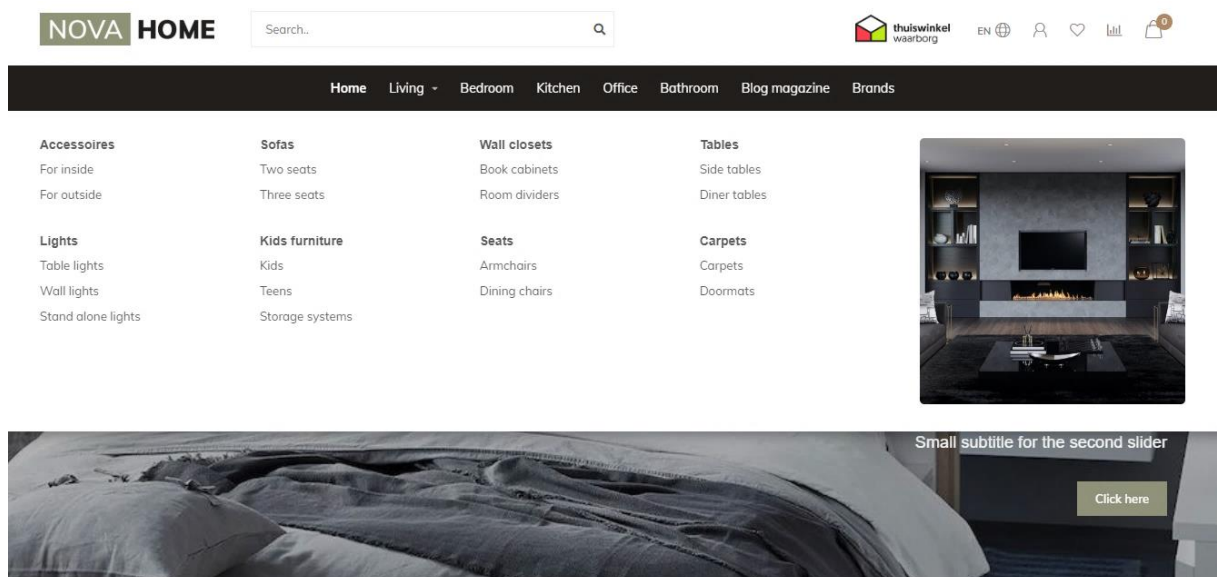 NOVA HOME
Search..
thuiswinkel
waarborg
EN
0
Home Living Bedroom Kitchen Office Bathroom Blog magazine Brands
Accessoires
For inside
For outside
Sofas
Two seats
Three seats
Wall closets
Book cabinets
Room dividers
Tables
Side tables
Diner tables
Lights
Table lights
Wall lights
Stand alone lights
Kids furniture
Kids
Teens
Storage systems
Seats
Armchairs
Dining chairs
Carpets
Carpets
Doormats
Small subtitle for the second slider
Click here